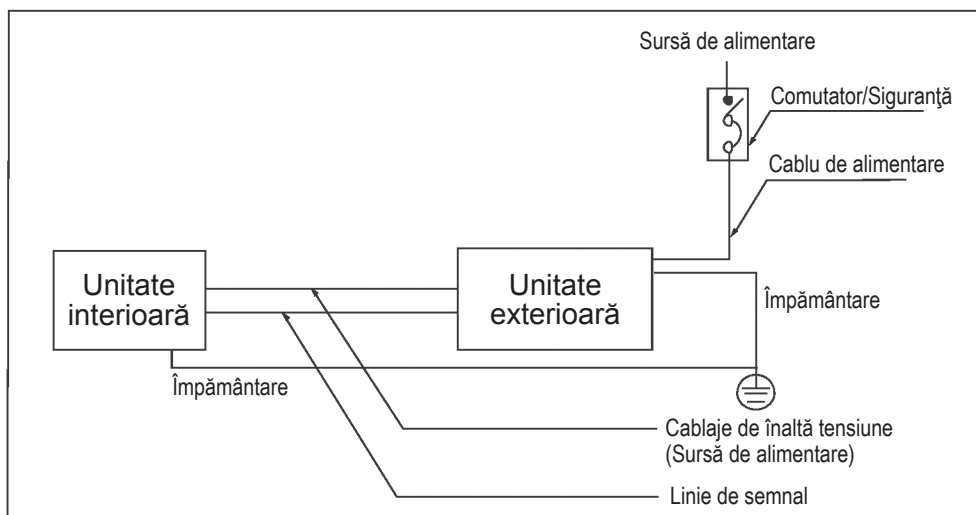 Sursă de alimentare
Comutator/Siguranţă
Cablu de alimentare
Unitate
interioară
Unitate
exterioară
Împământare
Împământare
Cablaje de înaltă tensiune
(Sursă de alimentare)
Linie de semnal